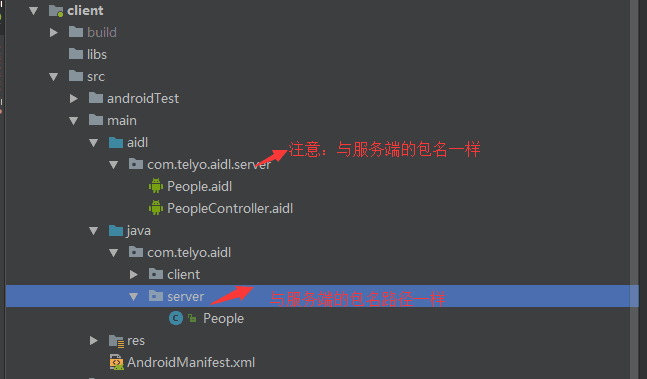 client
build
libs
src
androidTest
main
aidl
注意：与服务端的包名一样
com.telyo.aidl.server
People.aidl
PeopleController.aidl
java
com.telyo.aidl
client
server 与服务端的包名路径一样
People
res
AndroidManifest.xml